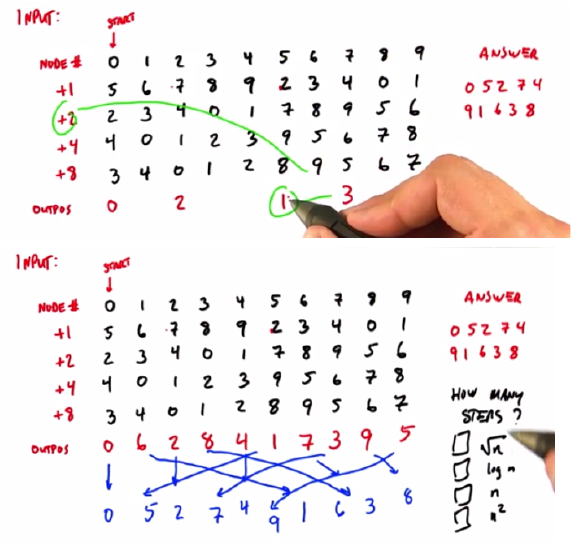 INPUT:
START
NODE # 0 1 2 3 4 5 6 7 8 9
ANSWER
+1 5 6 7 8 9 2 3 4 0 1
0 5 2 7 4
+2 2 3 4 0 1 7 8 9 5 6
9 1 6 3 8
+4 4 0 1 2 3 9 5 6 7 8
+8 3 4 0 1 2 8 9 5 6 7
OUTPOS 0 2 1 3
INPUT:
START
NODE # 0 1 2 3 4 5 6 7 8 9
ANSWER
+1 5 6 7 8 9 2 3 4 0 1
0 5 2 7 4
+2 2 3 4 0 1 7 8 9 5 6
9 1 6 3 8
+4 4 0 1 2 3 9 5 6 7 8
+8 3 4 0 1 2 8 9 5 6 7
HOW MANY
STEPS?
OUTPOS 0 6 2 8 4 1 7 3 9 5
√n
log n
n
n²
0 5 2 7 4 9 1 6 3 8